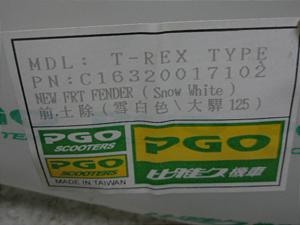 MDL: T-REX TYPE
PN:C16320017102
NEW FRT FENDER (Snow White)
前.土除(雪白色\大驛125)
PGO
SCOOTERS
PGO
SCOOTERS
MADE IN TAIWAN
PGO
比雅久機車